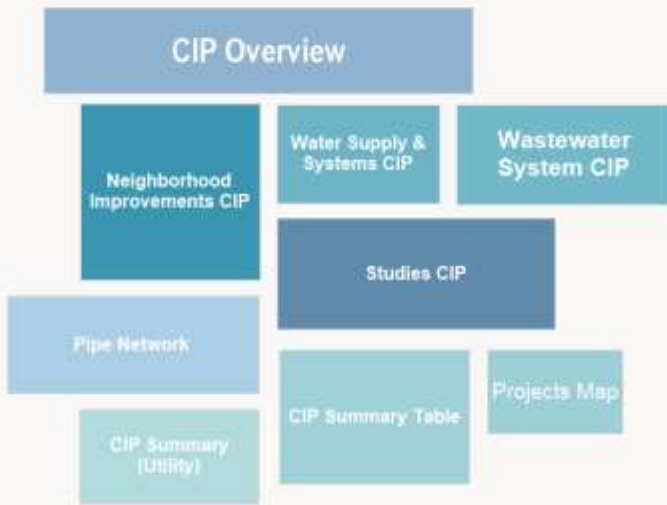 CIP Overview
Neighborhood
Improvements CIP
Water Supply &
Systems CIP
Wastewater
System CIP
Studies CIP
Pipe Network
CIP Summary Table
Projects Map
CIP Summary
(Utility)